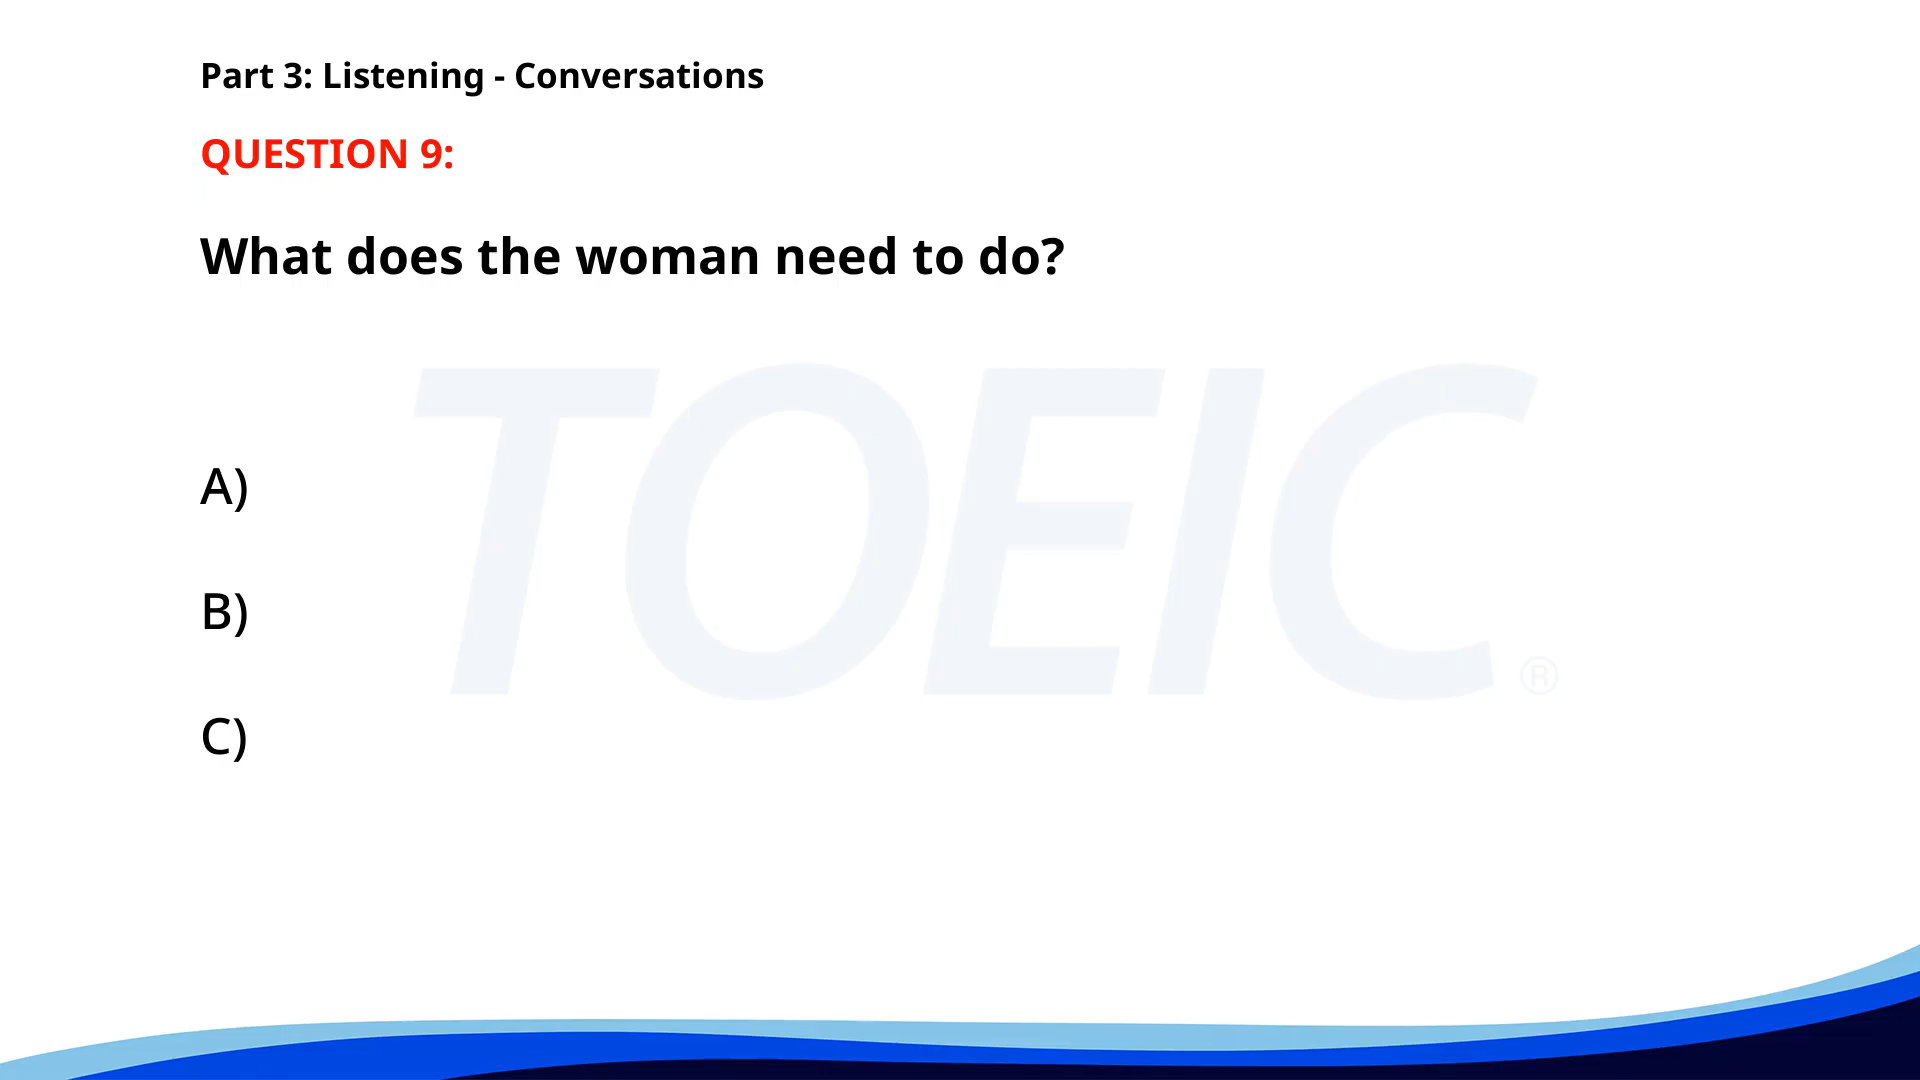 Part 3: Listening - Conversations
QUESTION 9:
What does the woman need to do?
TOEIC®
A)
B)
C)